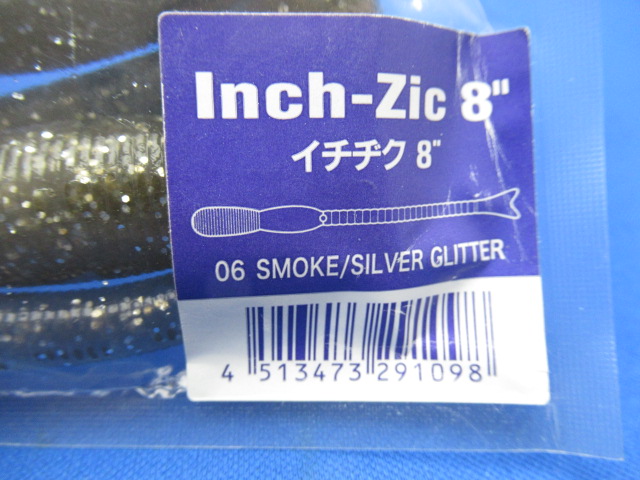 Inch-Zic 8"
イチヂク 8"
06 SMOKE/SILVER GLITTER
4 513473 291098